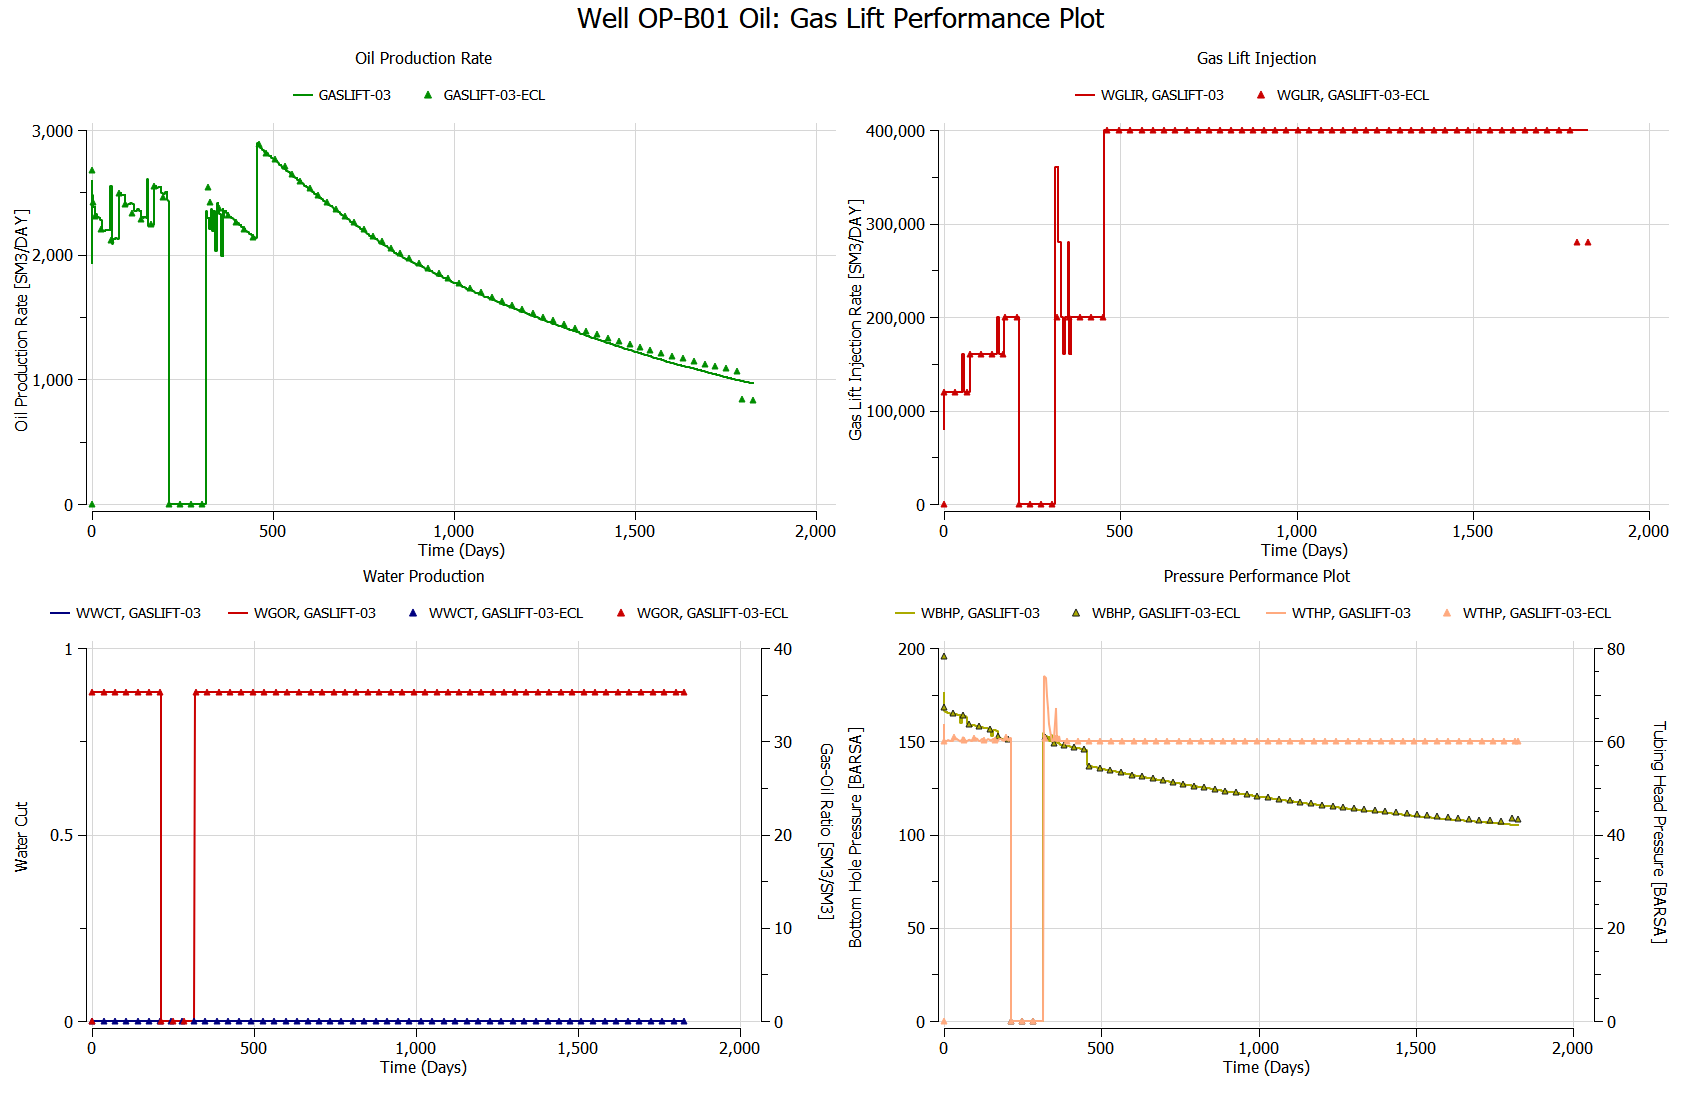 Well OP-B01 Oil: Gas Lift Performance Plot
Oil Production Rate
GASLIFT-03
GASLIFT-03-ECL
Oil Production Rate [SM3/DAY]
3,000
2,000
1,000
0
0
500
1,000
1,500
2,000
Time (Days)
Gas Lift Injection
WGLIR, GASLIFT-03
WGLIR, GASLIFT-03-ECL
Gas Lift Injection Rate [SM3/DAY]
400,000
300,000
200,000
100,000
0
0
500
1,000
1,500
2,000
Time (Days)
Water Production
WWCT, GASLIFT-03
WGOR, GASLIFT-03
WWCT, GASLIFT-03-ECL
WGOR, GASLIFT-03-ECL
Water Cut
1
0.5
0
40
30
20
10
0
Gas-Oil Ratio [SM3/SM3]
0
500
1,000
1,500
2,000
Time (Days)
Pressure Performance Plot
WBHP, GASLIFT-03
WBHP, GASLIFT-03-ECL
WTHP, GASLIFT-03
WTHP, GASLIFT-03-ECL
Bottom Hole Pressure [BARSA]
200
150
100
50
0
80
60
40
20
0
Tubing Head Pressure [BARSA]
0
500
1,000
1,500
2,000
Time (Days)